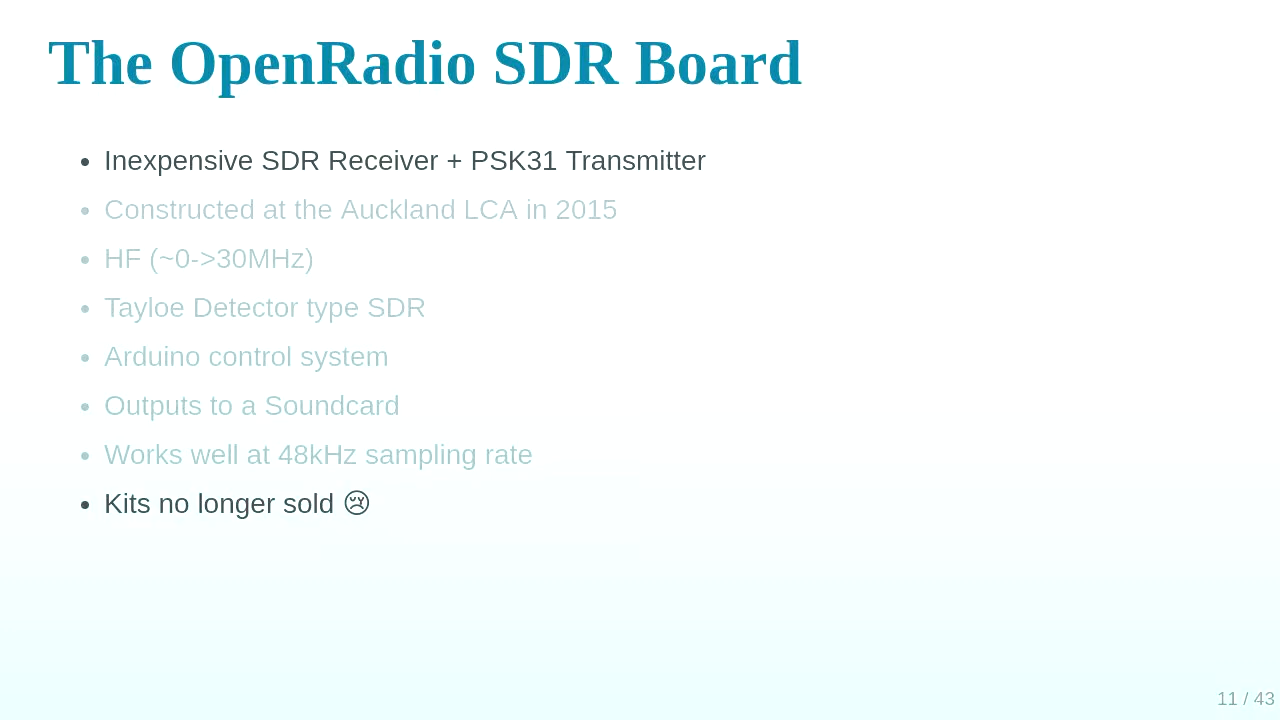 The OpenRadio SDR Board
• Inexpensive SDR Receiver + PSK31 Transmitter
• Constructed at the Auckland LCA in 2015
• HF (~0->30MHz)
• Tayloe Detector type SDR
• Arduino control system
• Outputs to a Soundcard
• Works well at 48kHz sampling rate
• Kits no longer sold 😢
11 / 43